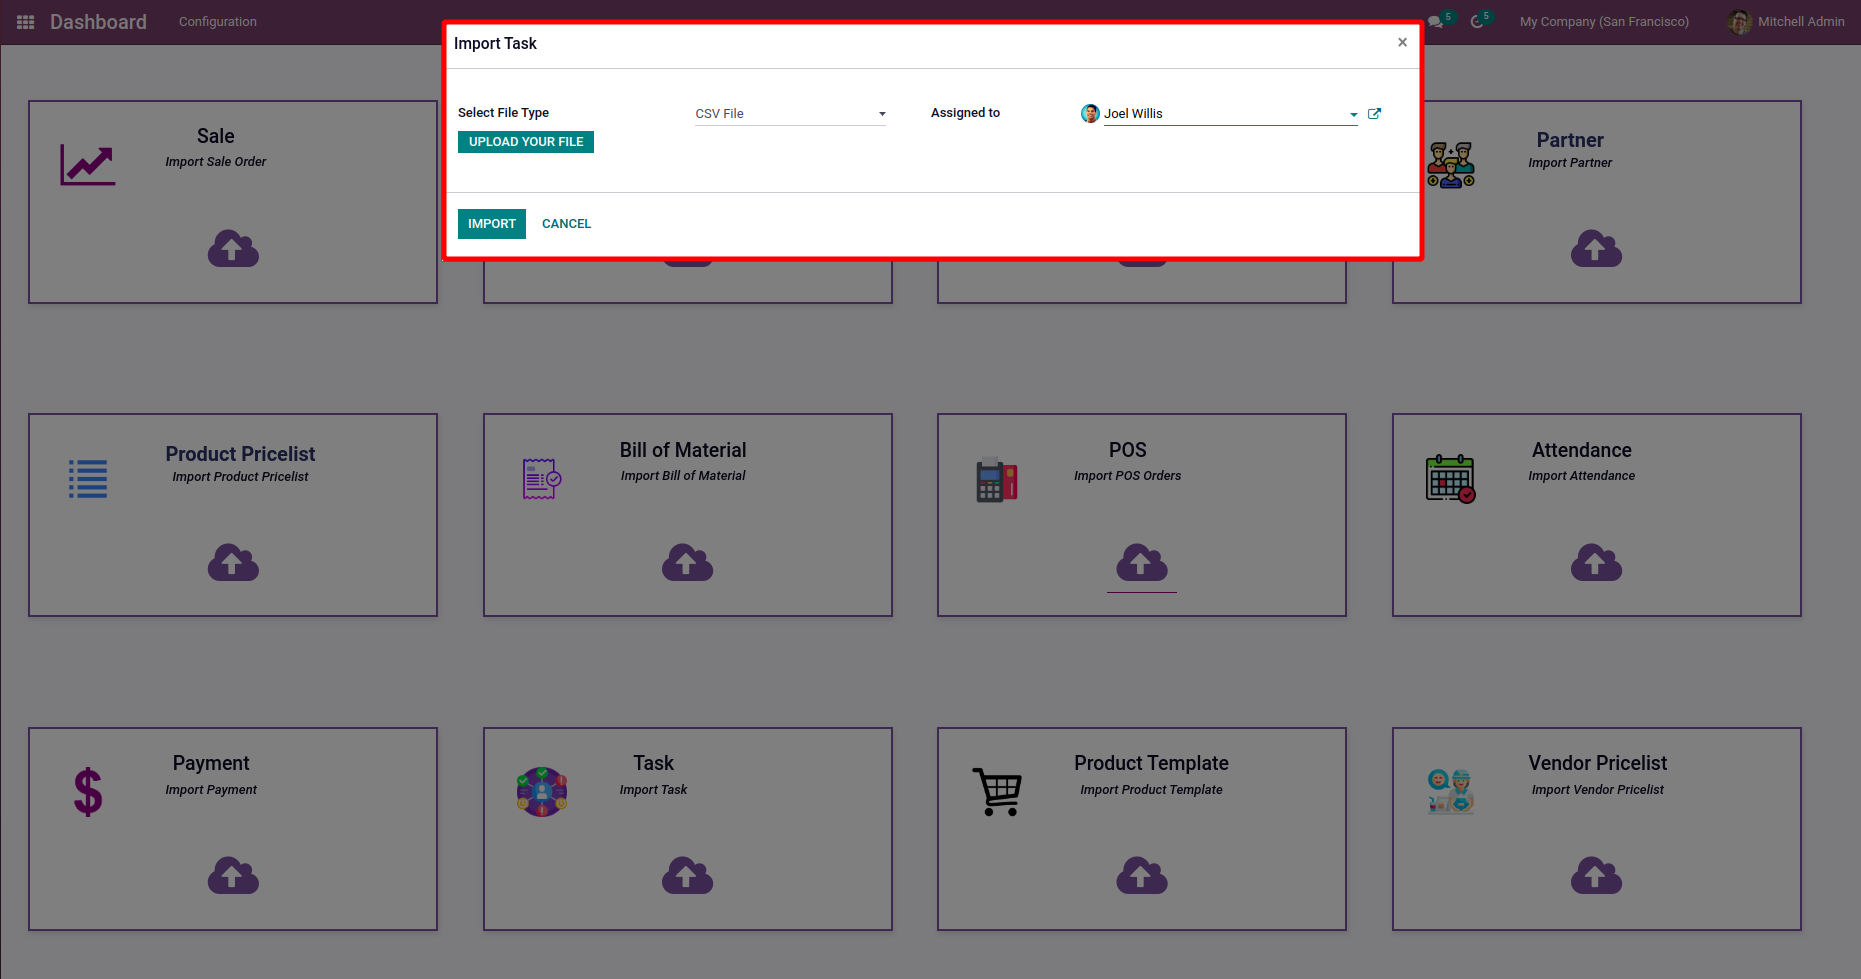 Dashboard Configuration
5 5 My Company (San Francisco) Mitchell Admin
Import Task ×
Select File Type CSV File Assigned to Joel Willis
UPLOAD YOUR FILE
IMPORT CANCEL
Sale
Import Sale Order
Partner
Import Partner
Product Pricelist
Import Product Pricelist
Bill of Material
Import Bill of Material
POS
Import POS Orders
Attendance
Import Attendance
Payment
Import Payment
Task
Import Task
Product Template
Import Product Template
Vendor Pricelist
Import Vendor Pricelist